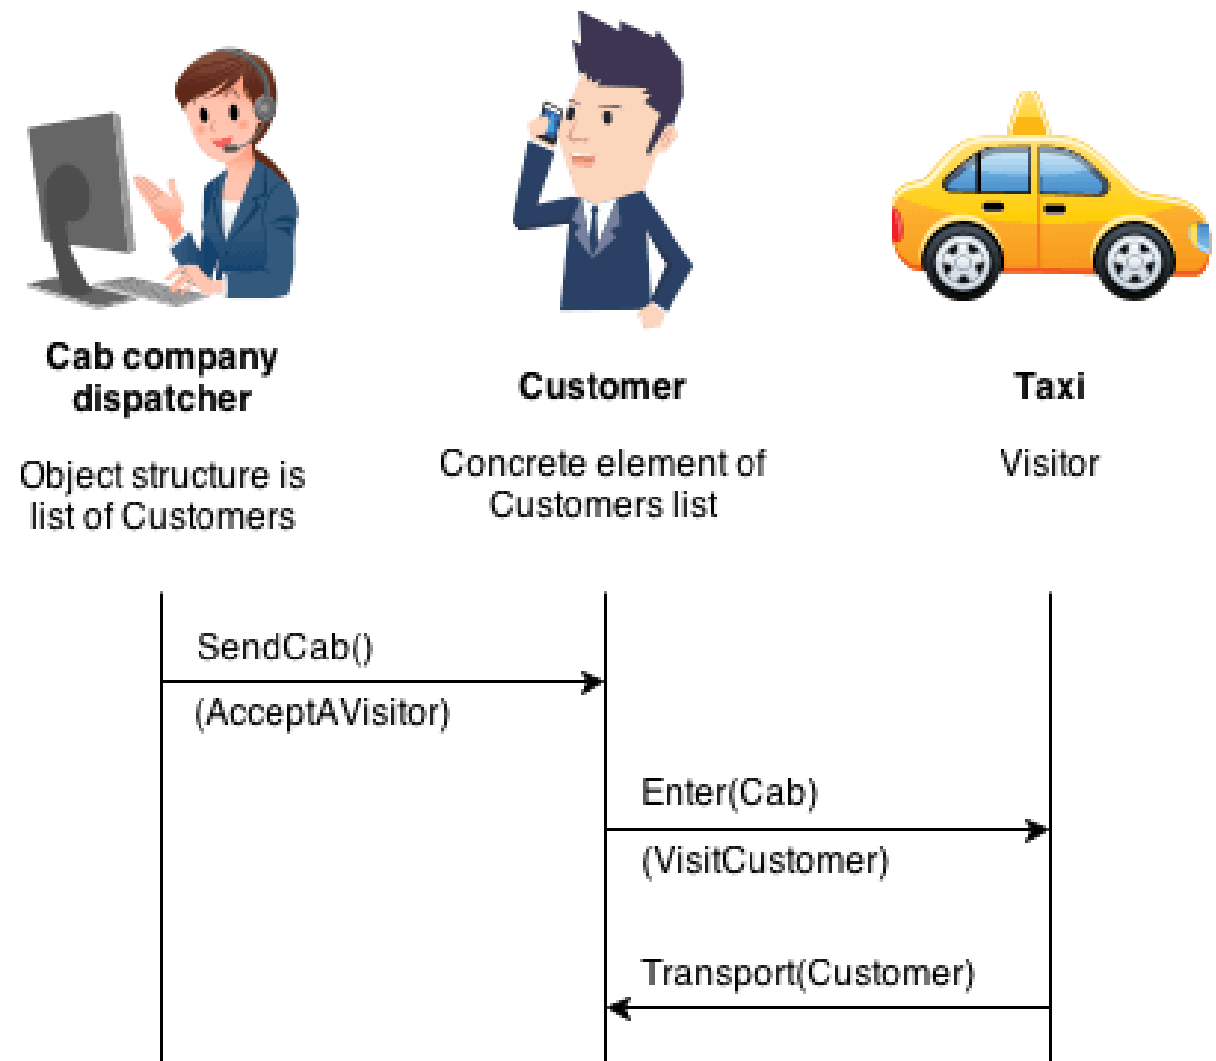 Cab company
dispatcher
Customer
Taxi
Object structure is
list of Customers
Concrete element of
Customers list
Visitor
SendCab()
(AcceptAVisitor)
Enter(Cab)
(VisitCustomer)
Transport(Customer)